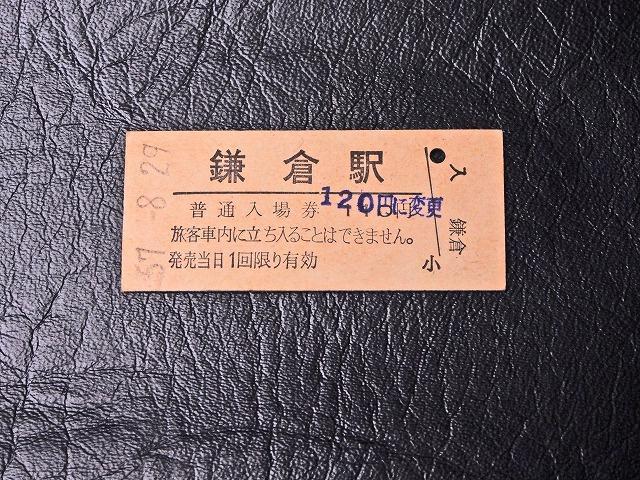 57.-8.29
鎌倉駅
普通入場券 120円に変更
旅客車内に立ち入ることはできません。
発売当日1回限り有効
入
鎌倉
小